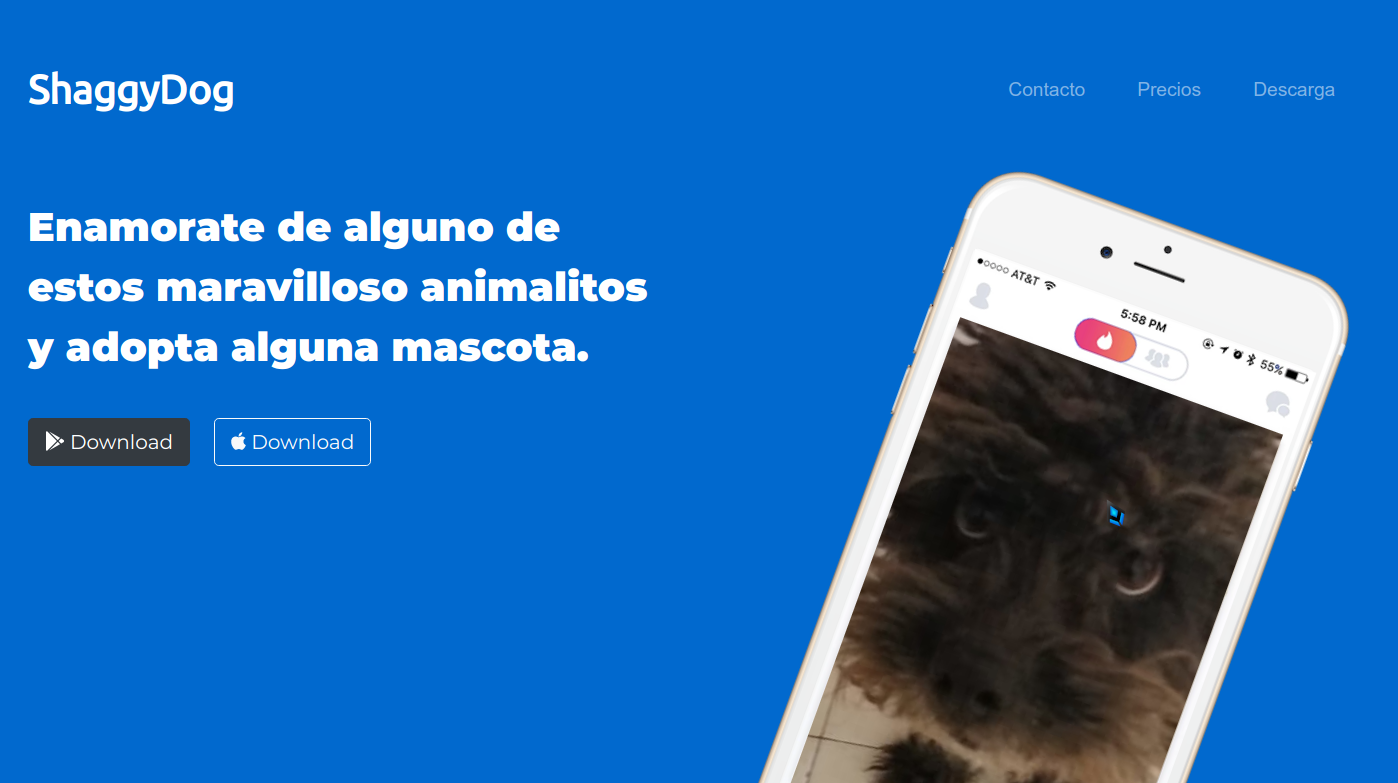 ShaggyDog
Contacto Precios Descarga
Enamorate de alguno de
estos maravilloso animalitos
y adopta alguna mascota.
Download Download
AT&T
5:58 PM
55%